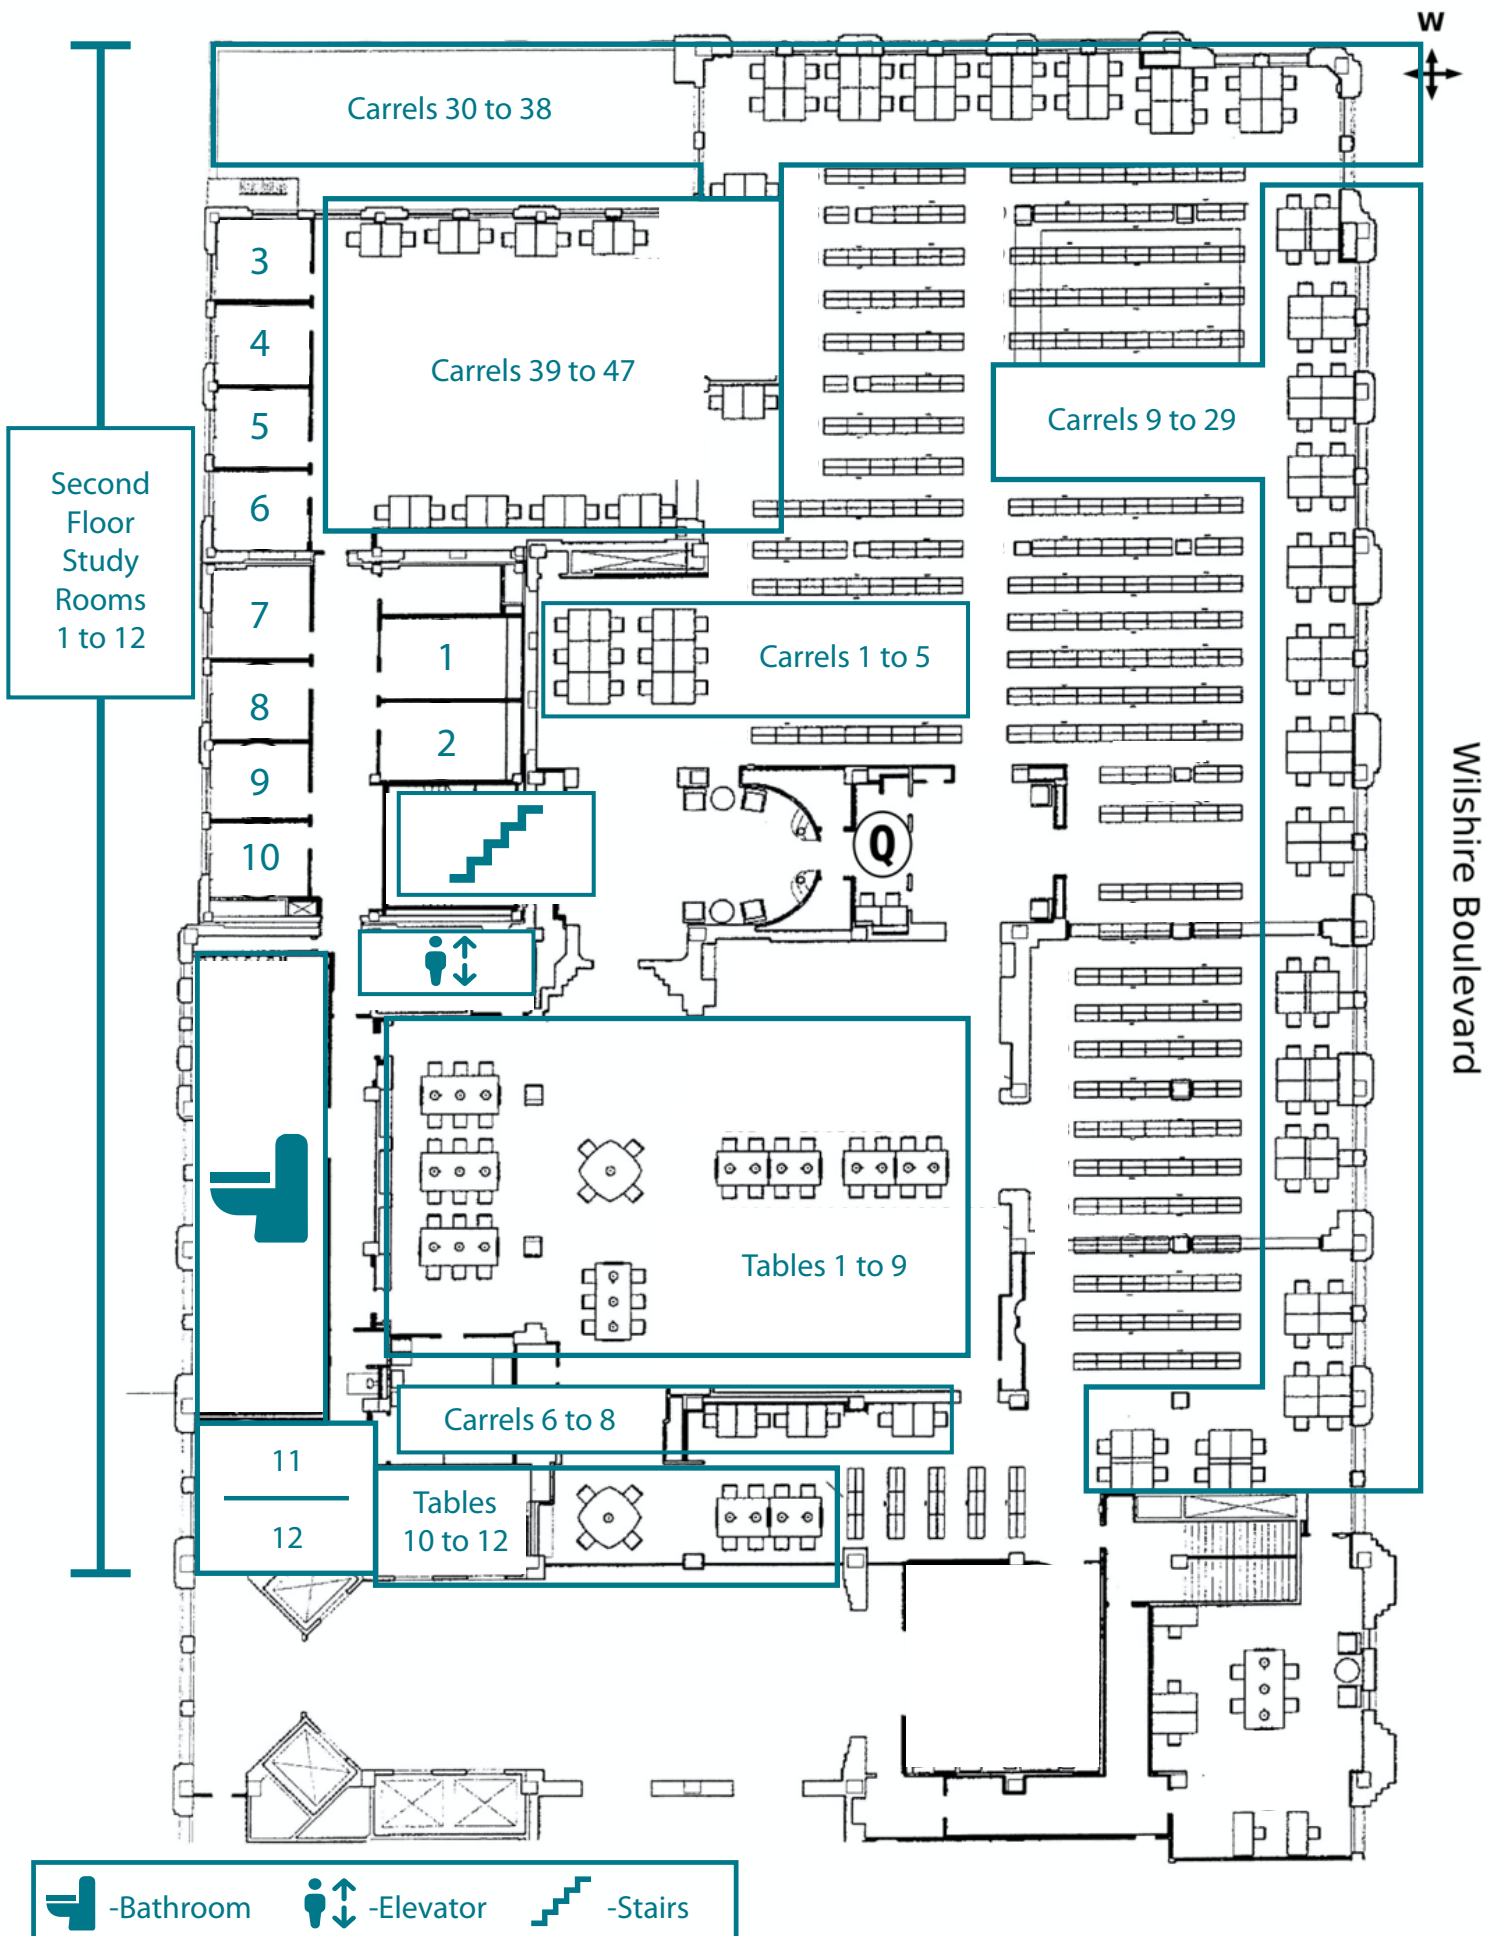 W
Carrels 30 to 38
3
4
5
6
7
8
9
10
Carrels 39 to 47
Carrels 9 to 29
Second
Floor
Study
Rooms
1 to 12
1
2
Carrels 1 to 5
Q
Wilshire Boulevard
Tables 1 to 9
Carrels 6 to 8
11
12
Tables
10 to 12
-Bathroom
-Elevator
-Stairs